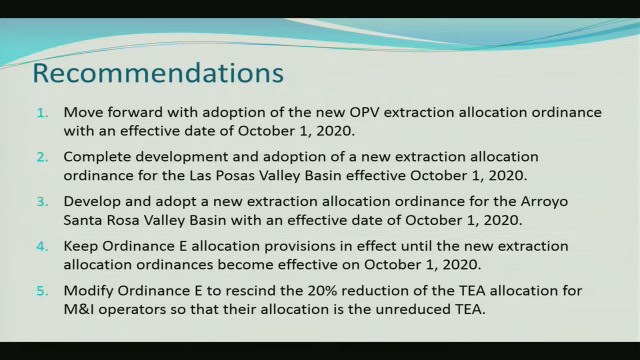 Recommendations
1. Move forward with adoption of the new OPV extraction allocation ordinance
with an effective date of October 1, 2020.
2. Complete development and adoption of a new extraction allocation
ordinance for the Las Posas Valley Basin effective October 1, 2020.
3. Develop and adopt a new extraction allocation ordinance for the Arroyo
Santa Rosa Valley Basin with an effective date of October 1, 2020.
4. Keep Ordinance E allocation provisions in effect until the new extraction
allocation ordinances become effective on October 1, 2020.
5. Modify Ordinance E to rescind the 20% reduction of the TEA allocation for
M&I operators so that their allocation is the unreduced TEA.